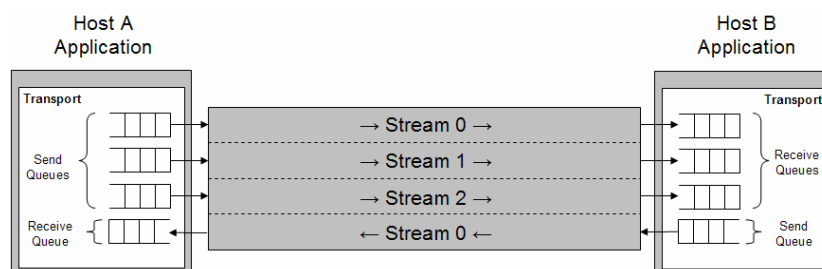 Host A
Application
Host B
Application
Transport
Transport
→ Stream 0 →
Send
Queues
→ Stream 1 →
Receive
Queues
→ Stream 2 →
Receive
Queue
← Stream 0 ←
Send
Queue